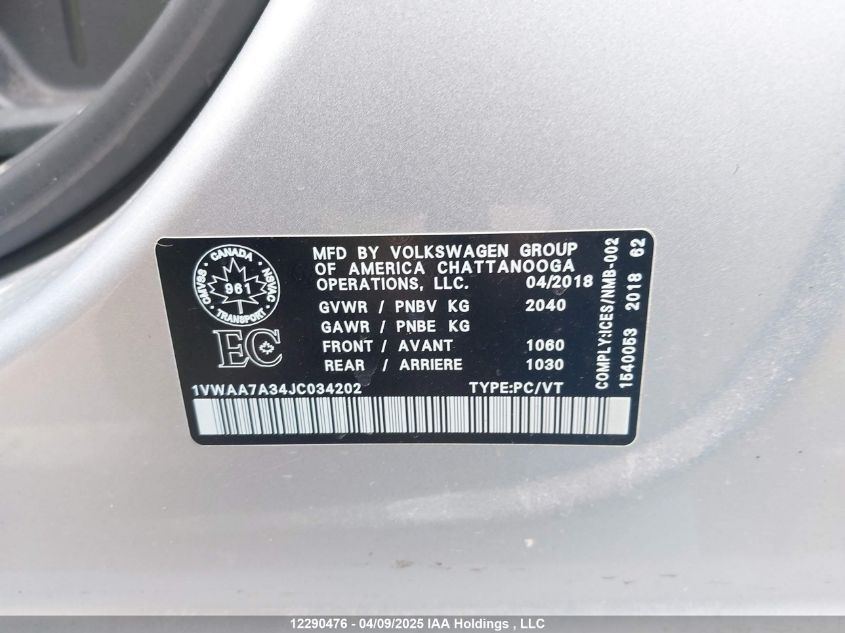 CANADA
961
TRANSPORT
NSVAC
NSVAC
EC
MFD BY VOLKSWAGEN GROUP
OF AMERICA CHATTANOOGA
OPERATIONS, LLC. 04/2018
GVWR / PNBV KG 2040
GAWR / PNBE KG
FRONT / AVANT 1060
REAR / ARRIERE 1030
1VWAA7A34JC034202 TYPE:PC/VT
COMPLY:ICES/NMB-002
1540053 2018 62
12290476 - 04/09/2025 IAA Holdings , LLC